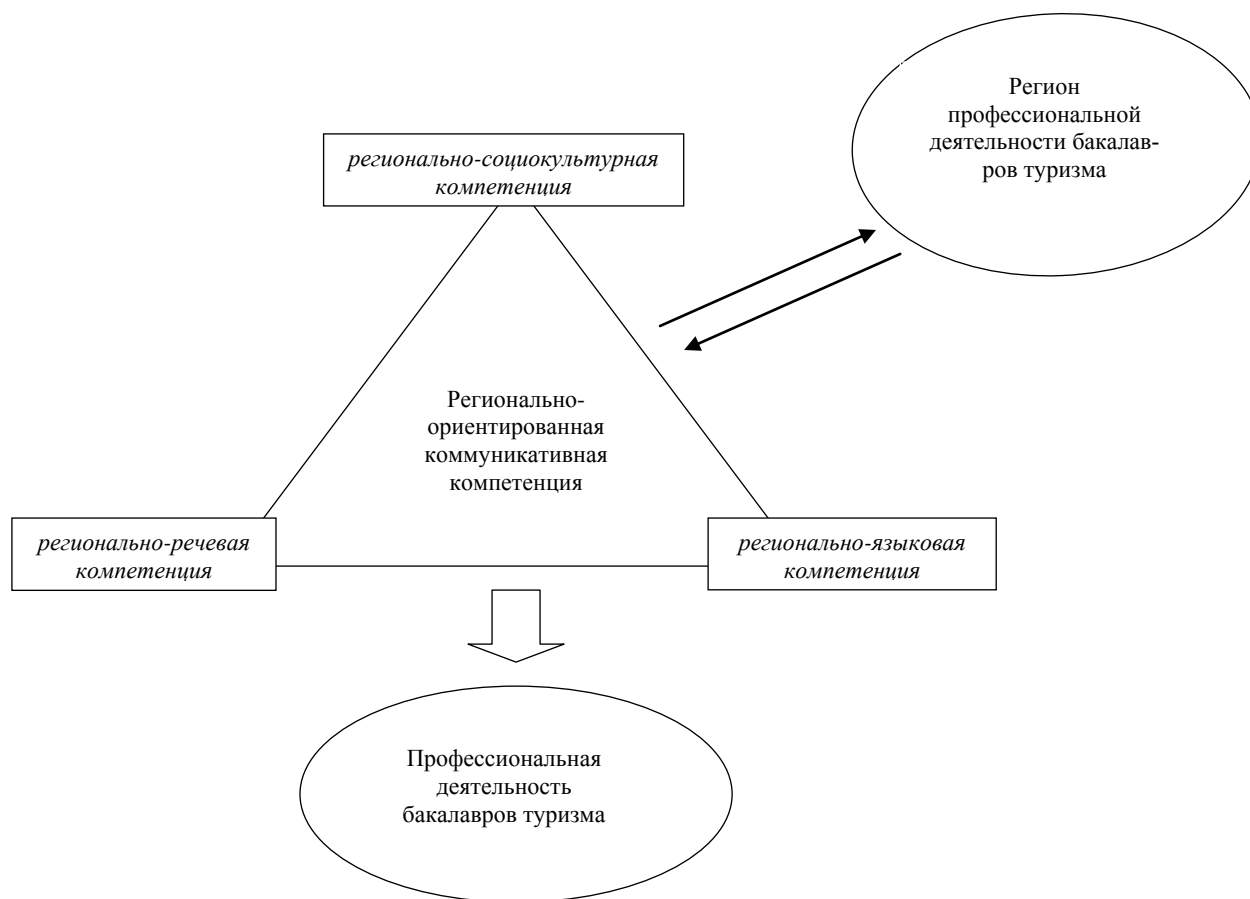 Регион
профессиональной
деятельности бакалав-
ров туризма
регионально-социокультурная
компетенция
Регионально-
ориентированная
коммуникативная
компетенция
регионально-речевая
компетенция
регионально-языковая
компетенция
Профессиональная
деятельность
бакалавров туризма